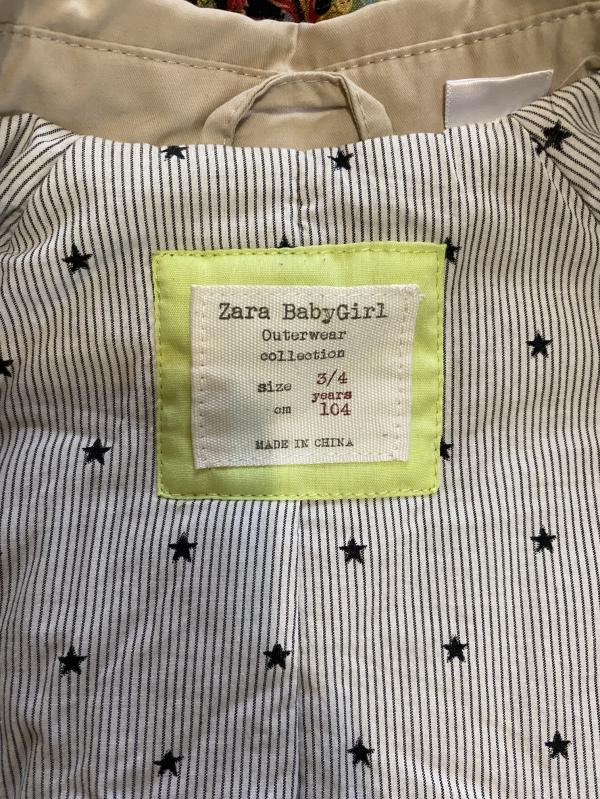 Zara BabyGirl
Outerwear
collection
size 3/4
years
cm 104
MADE IN CHINA